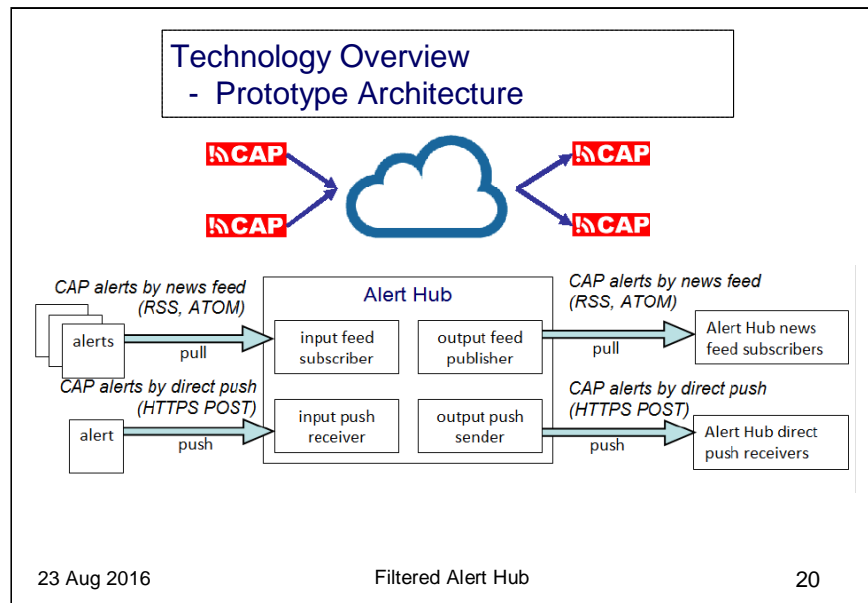 Technology Overview
- Prototype Architecture
CAP
CAP
CAP
CAP
CAP alerts by news feed
(RSS, ATOM)
alerts
pull
CAP alerts by direct push
(HTTPS POST)
alert
push
Alert Hub
input feed
subscriber
output feed
publisher
input push
receiver
output push
sender
CAP alerts by news feed
(RSS, ATOM)
pull
Alert Hub news
feed subscribers
CAP alerts by direct push
(HTTPS POST)
push
Alert Hub direct
push receivers
23 Aug 2016
Filtered Alert Hub
20